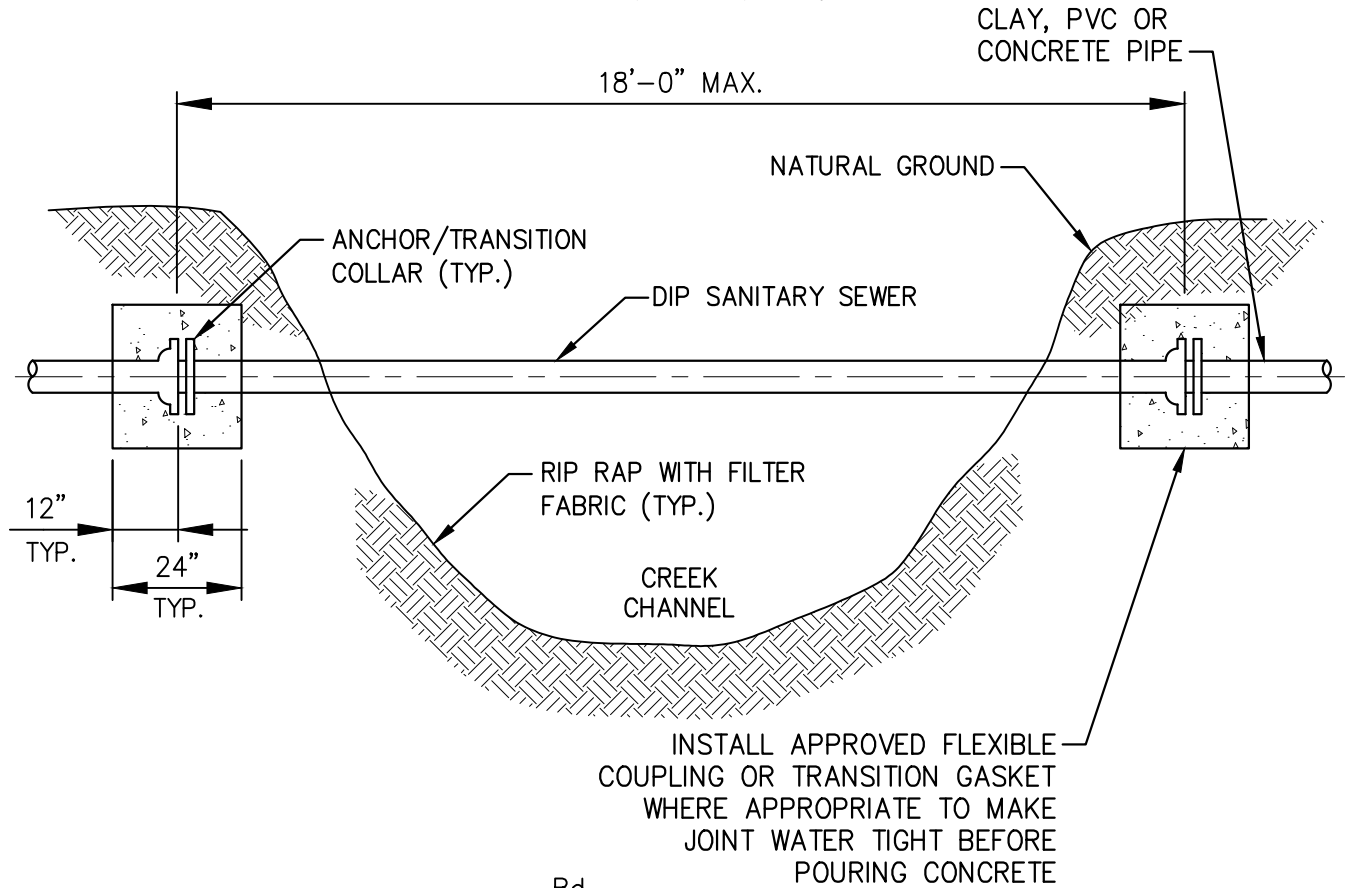 CLAY, PVC OR
CONCRETE PIPE
18'-0" MAX.
NATURAL GROUND
ANCHOR/TRANSITION
COLLAR (TYP.)
DIP SANITARY SEWER
RIP RAP WITH FILTER
FABRIC (TYP.)
12"
TYP.
24"
TYP.
CREEK
CHANNEL
INSTALL APPROVED FLEXIBLE
COUPLING OR TRANSITION GASKET
WHERE APPROPRIATE TO MAKE
JOINT WATER TIGHT BEFORE
POURING CONCRETE